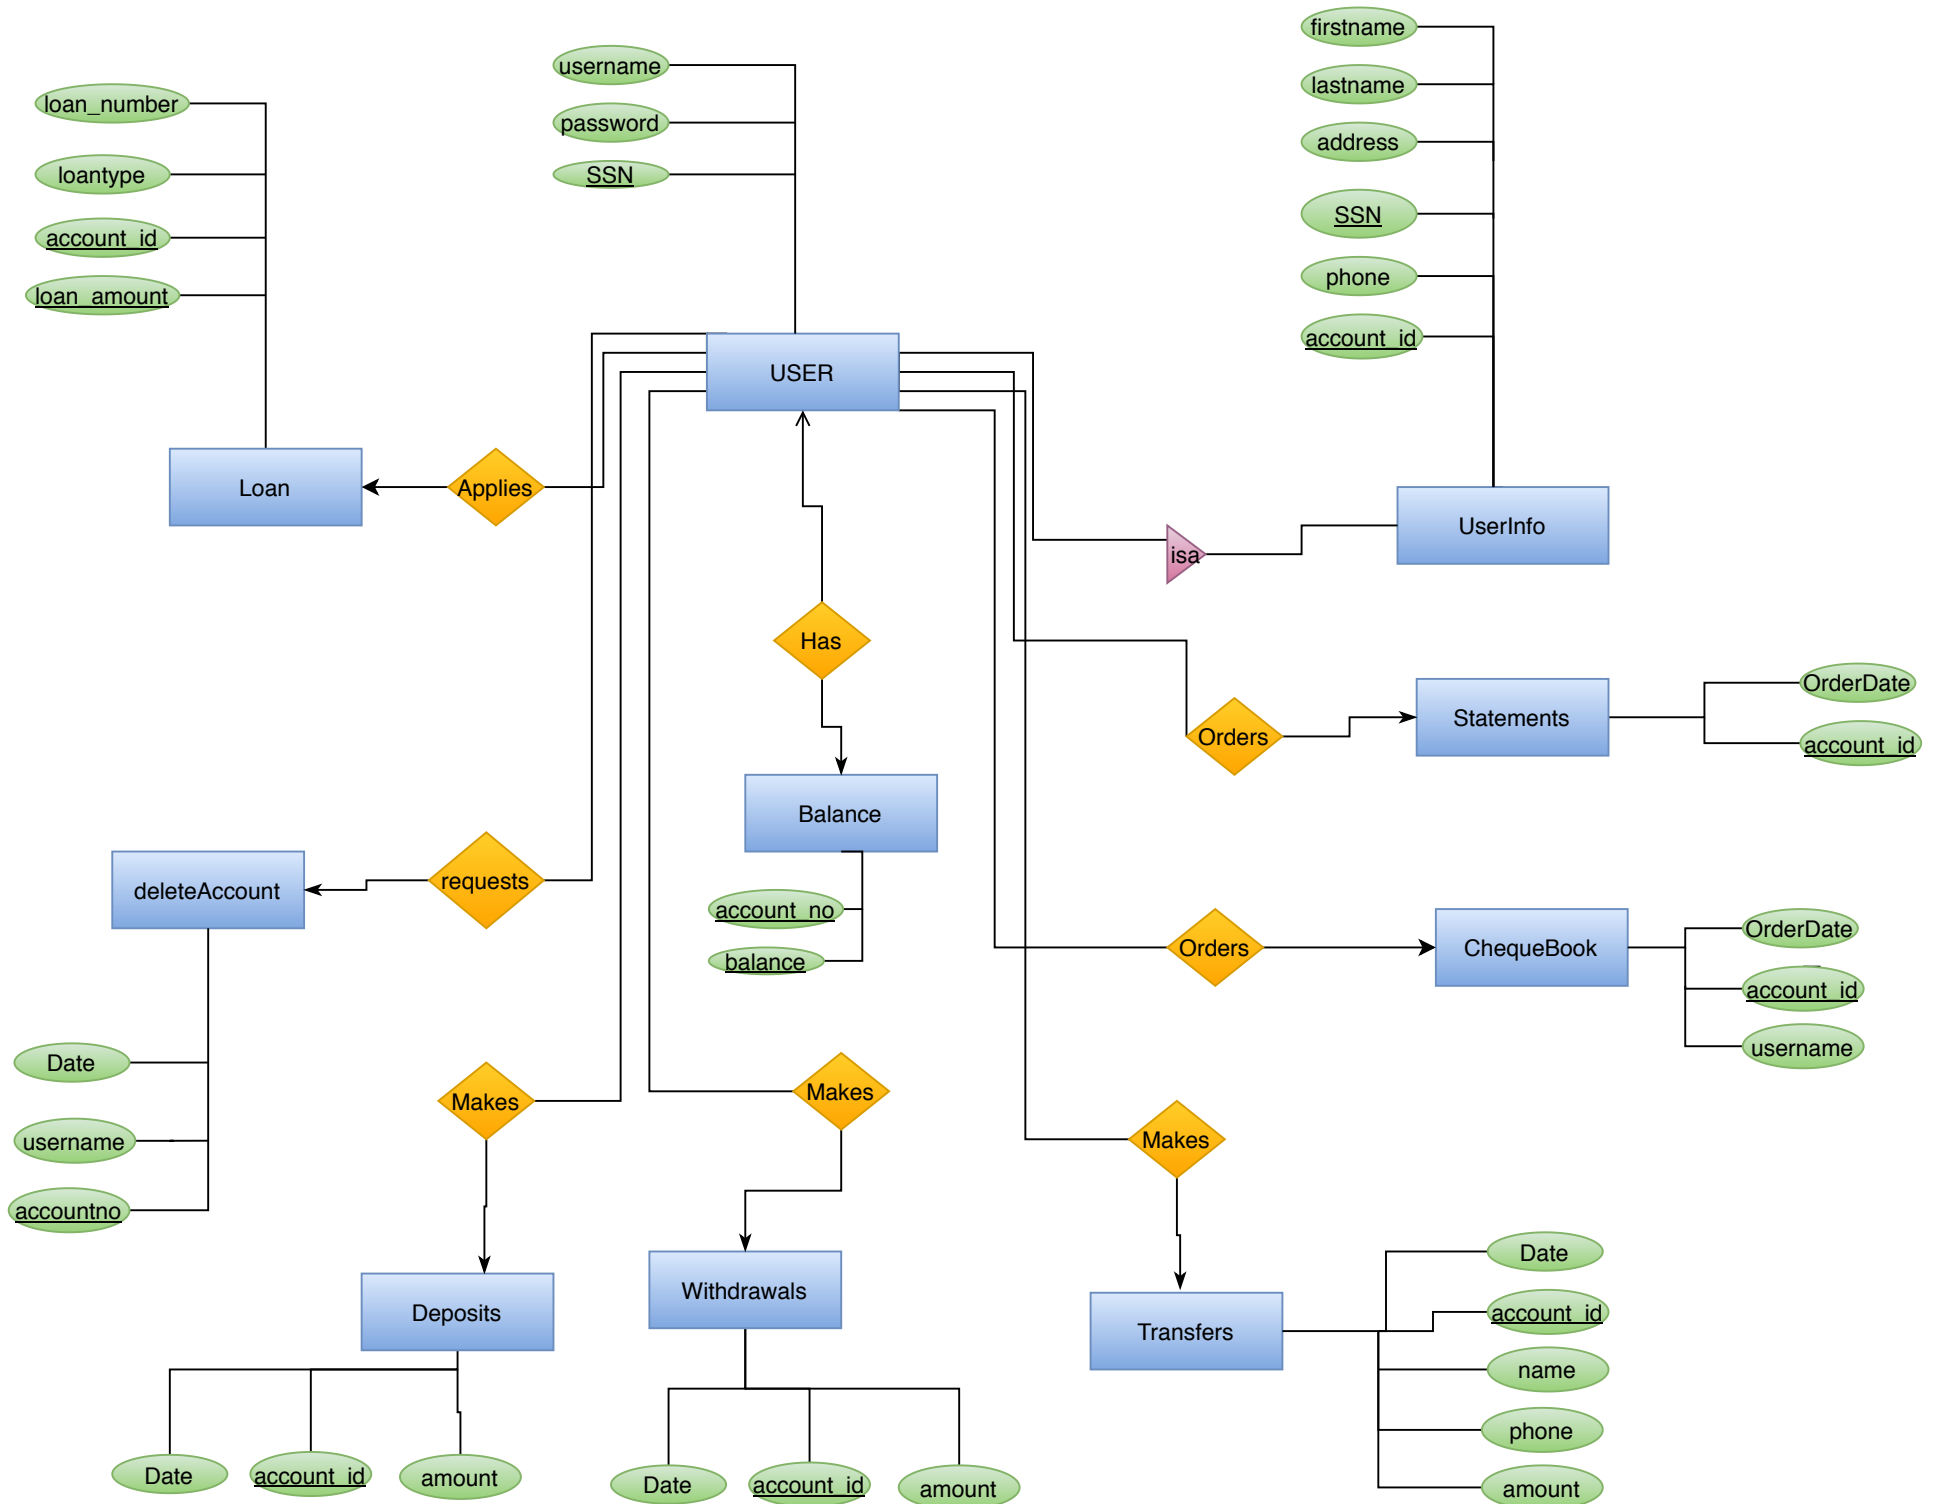 firstname
username
lastname
loan_number
password
address
loantype
SSN
SSN
account_id
phone
loan_amount
account_id
USER
Loan
Applies
UserInfo
isa
Has
OrderDate
Statements
Orders
account_id
Balance
deleteAccount
requests
account_no
OrderDate
Orders
ChequeBook
balance
account_id
username
Date
Makes
Makes
username
Makes
accountno
Date
Withdrawals
Deposits
account_id
Transfers
name
phone
Date
account_id
amount
Date
account_id
amount
amount